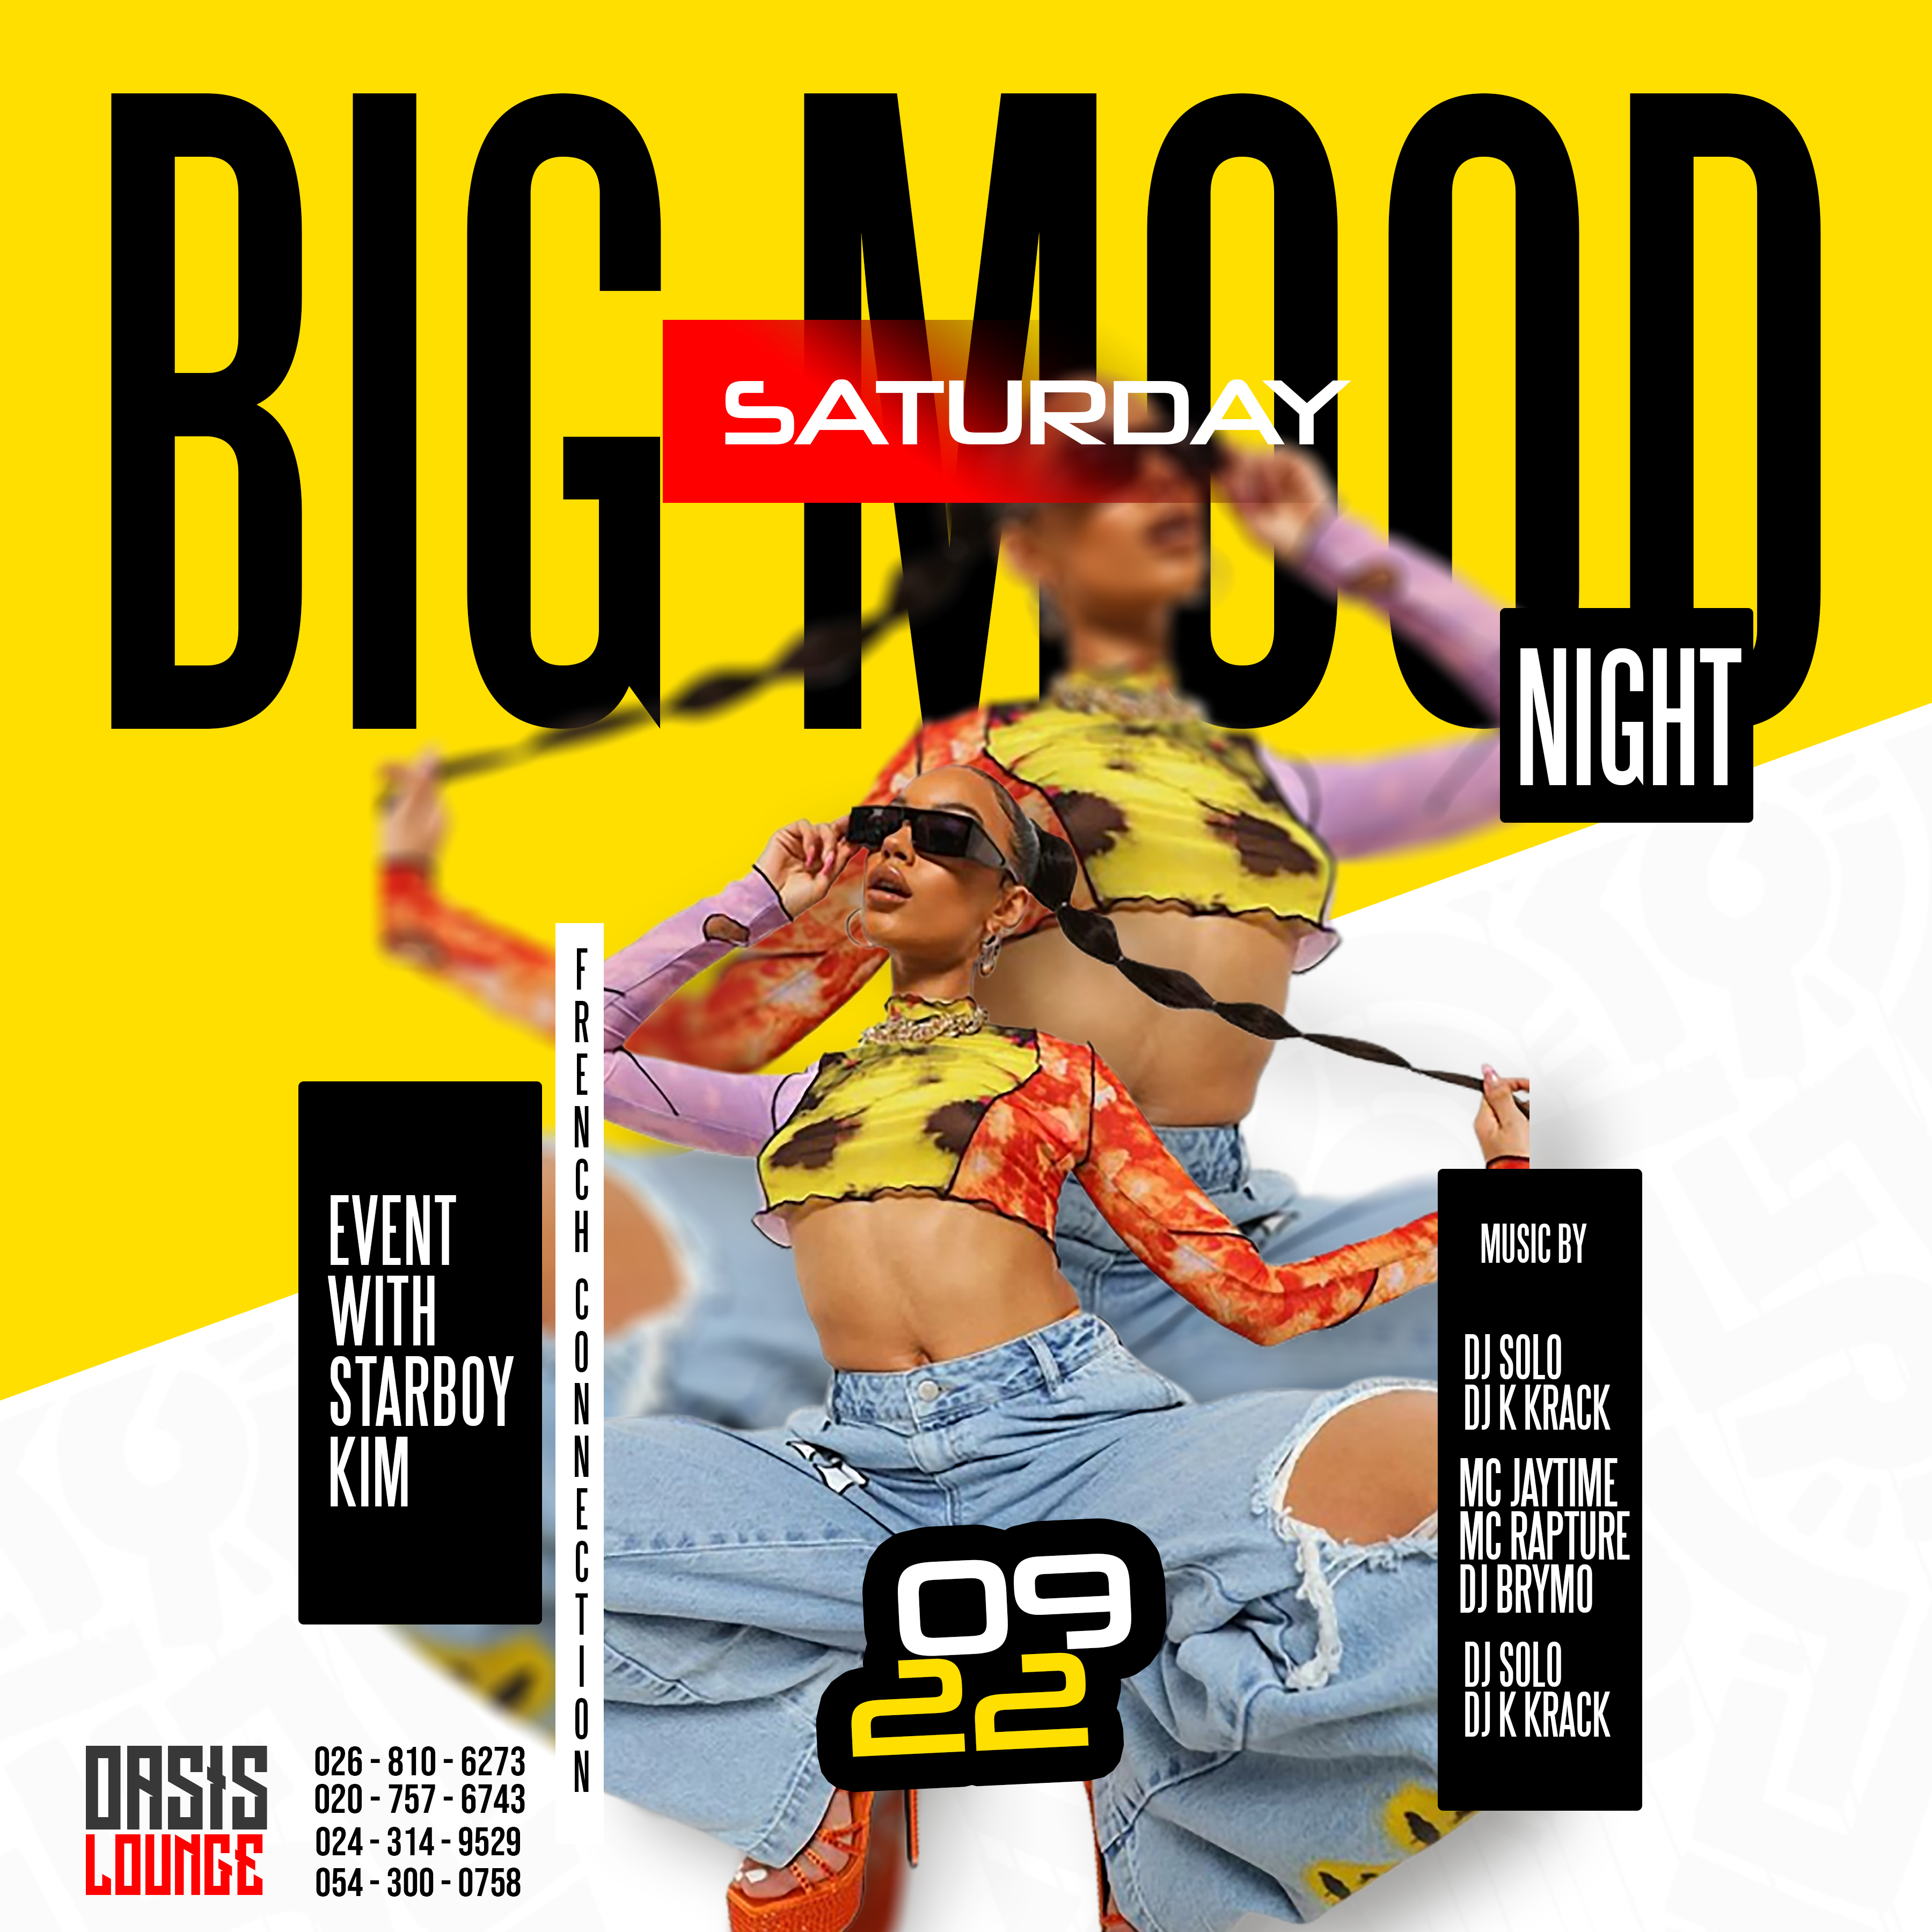 BIG MOOD
SATURDAY
NIGHT
FRENCH CONNECTION
EVENT
WITH
STARBOY
KIM
MUSIC BY
DJ SOLO
DJ K KRACK
MC JAYTIME
MC RAPTURE
DJ BRYMO
DJ SOLO
DJ K KRACK
09
22
OASIS
LOUNGE
026 - 810 - 6273
020 - 757 - 6743
024 - 314 - 9529
054 - 300 - 0758